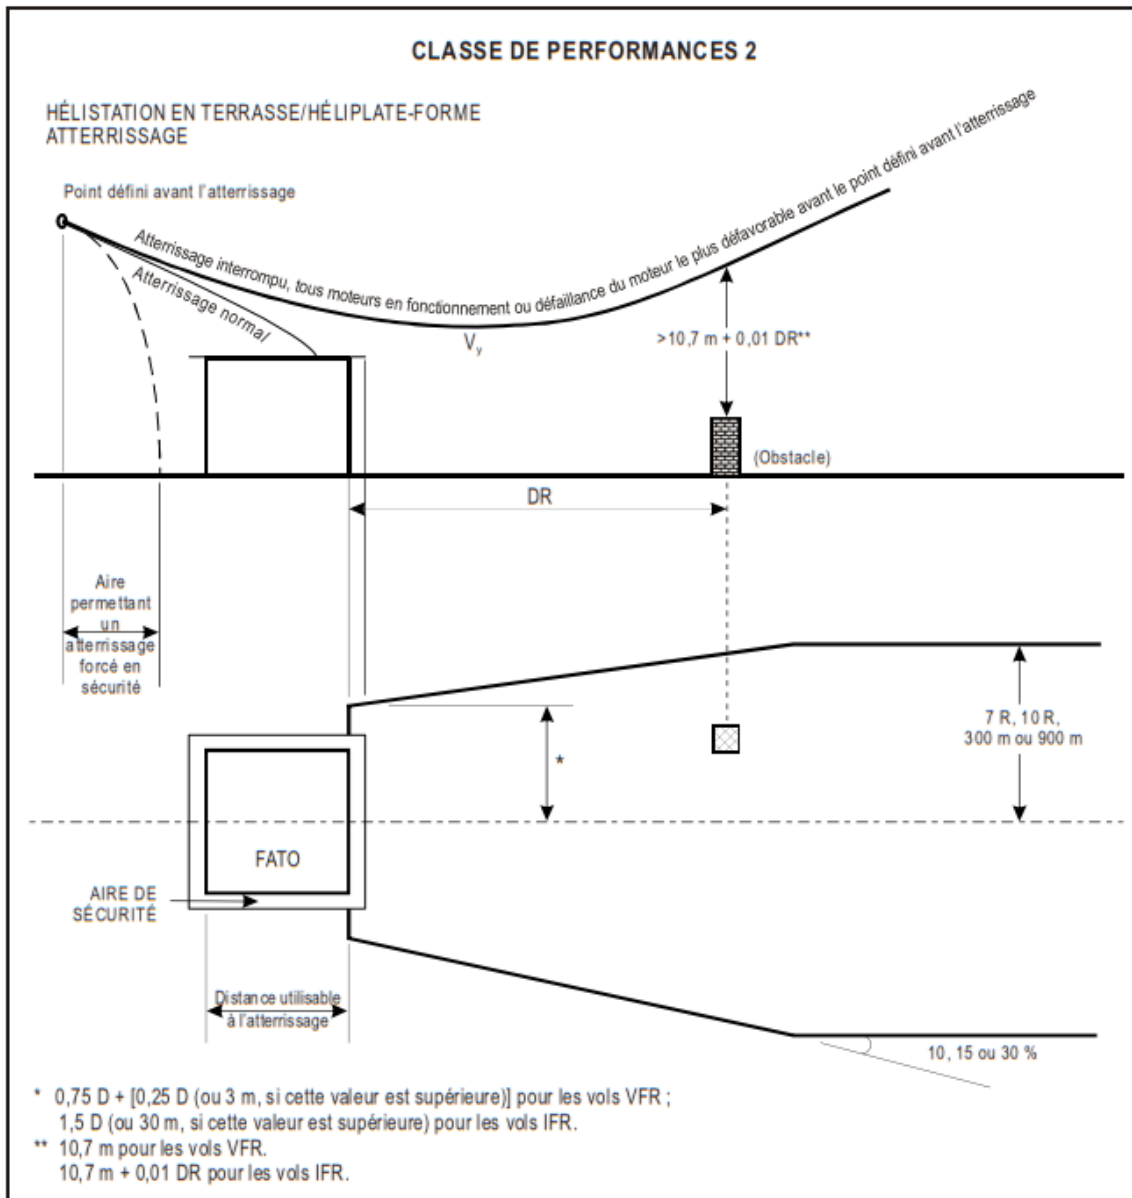 CLASSE DE PERFORMANCES 2
HÉLISTATION EN TERRASSE/HÉLIPLATE-FORME
ATTERRISSAGE
Point défini avant l'atterrissage
Atterrissage interrompu, tous moteurs en fonctionnement ou défaillance du moteur le plus défavorable avant le point défini avant l'atterrissage
Atterrissage normal
Vy
>10,7 m + 0,01 DR**
(Obstacle)
DR
Aire
permettant
un
atterrissage
forcé en
sécurité
7 R, 10 R,
300 m ou 900 m
*
FATO
AIRE DE
SÉCURITÉ
Distance utilisable
à l'atterrissage
10, 15 ou 30 %
* 0,75 D + [0,25 D (ou 3 m, si cette valeur est supérieure)] pour les vols VFR ;
1,5 D (ou 30 m, si cette valeur est supérieure) pour les vols IFR.
** 10,7 m pour les vols VFR.
10,7 m + 0,01 DR pour les vols IFR.